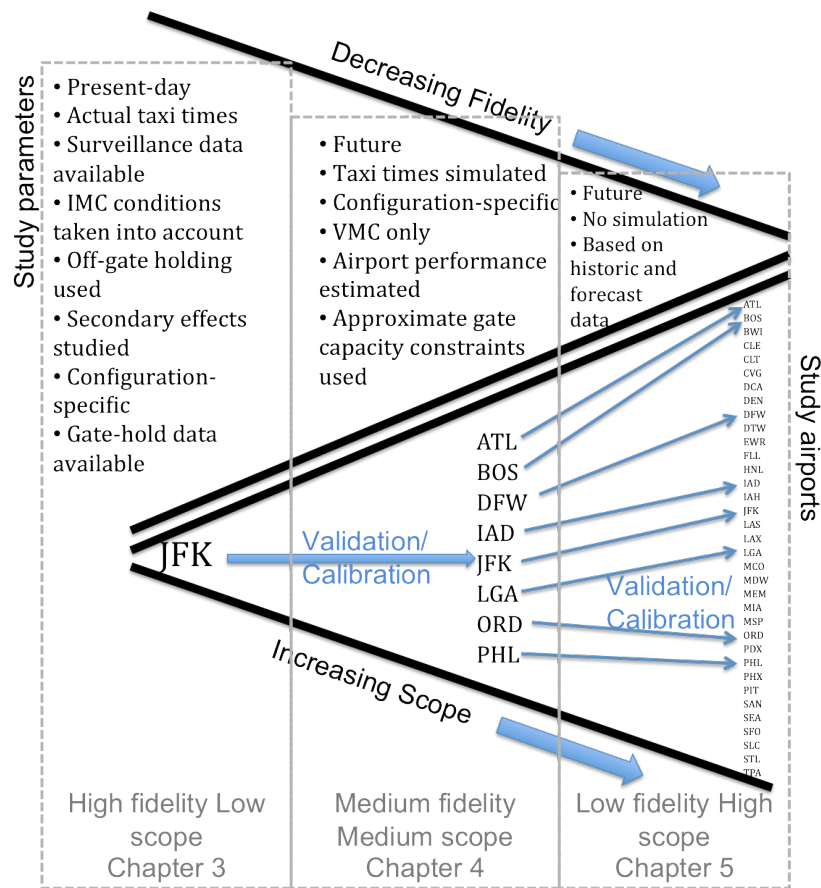 Decreasing Fidelity
Study parameters
• Present-day
• Actual taxi times
• Surveillance data
available
• IMC conditions
taken into account
• Off-gate holding
used
• Secondary effects
studied
• Configuration-
specific
• Gate-hold data
available
• Future
• Taxi times simulated
• Configuration-specific
• VMC only
• Airport performance
estimated
• Approximate gate
capacity constraints
used
• Future
• No simulation
• Based on
historic and
forecast
data
JFK
Validation/
Calibration
ATL
BOS
DFW
IAD
JFK
LGA
ORD
PHL
Validation/
Calibration
ATL
BOS
BWI
CLE
CLT
CVG
DCA
DEN
DFW
DTW
EWR
FLL
HNL
IAD
IAH
JFK
LAS
LAX
LGA
MCO
MDW
MEM
MIA
MSP
ORD
PDX
PHL
PHX
PIT
SAN
SEA
SFO
SLC
STL
TPA
Study airports
Increasing Scope
High fidelity Low
scope
Chapter 3
Medium fidelity
Medium scope
Chapter 4
Low fidelity High
scope
Chapter 5